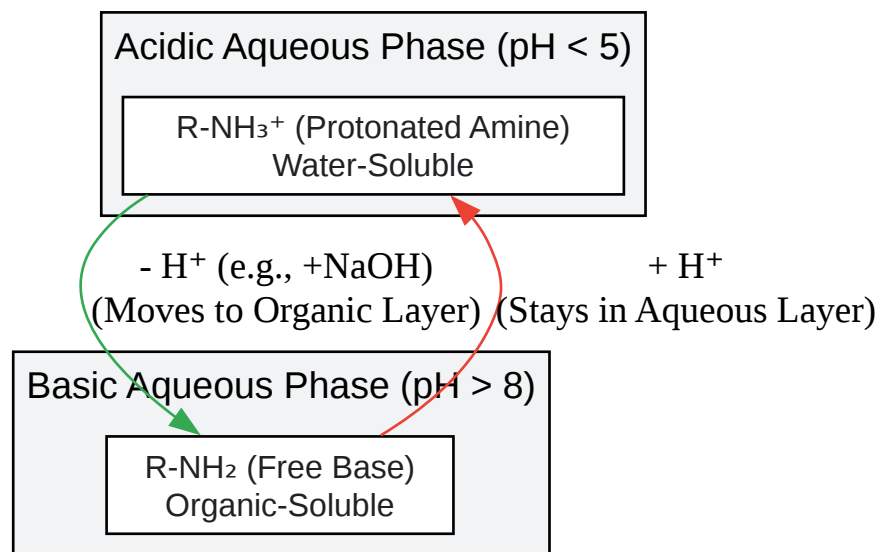 Acidic Aqueous Phase (pH < 5)
R-NH₃⁺ (Protonated Amine)
Water-Soluble
- H⁺ (e.g., +NaOH)
(Moves to Organic Layer)
+ H⁺
(Stays in Aqueous Layer)
Basic Aqueous Phase (pH > 8)
R-NH₂ (Free Base)
Organic-Soluble